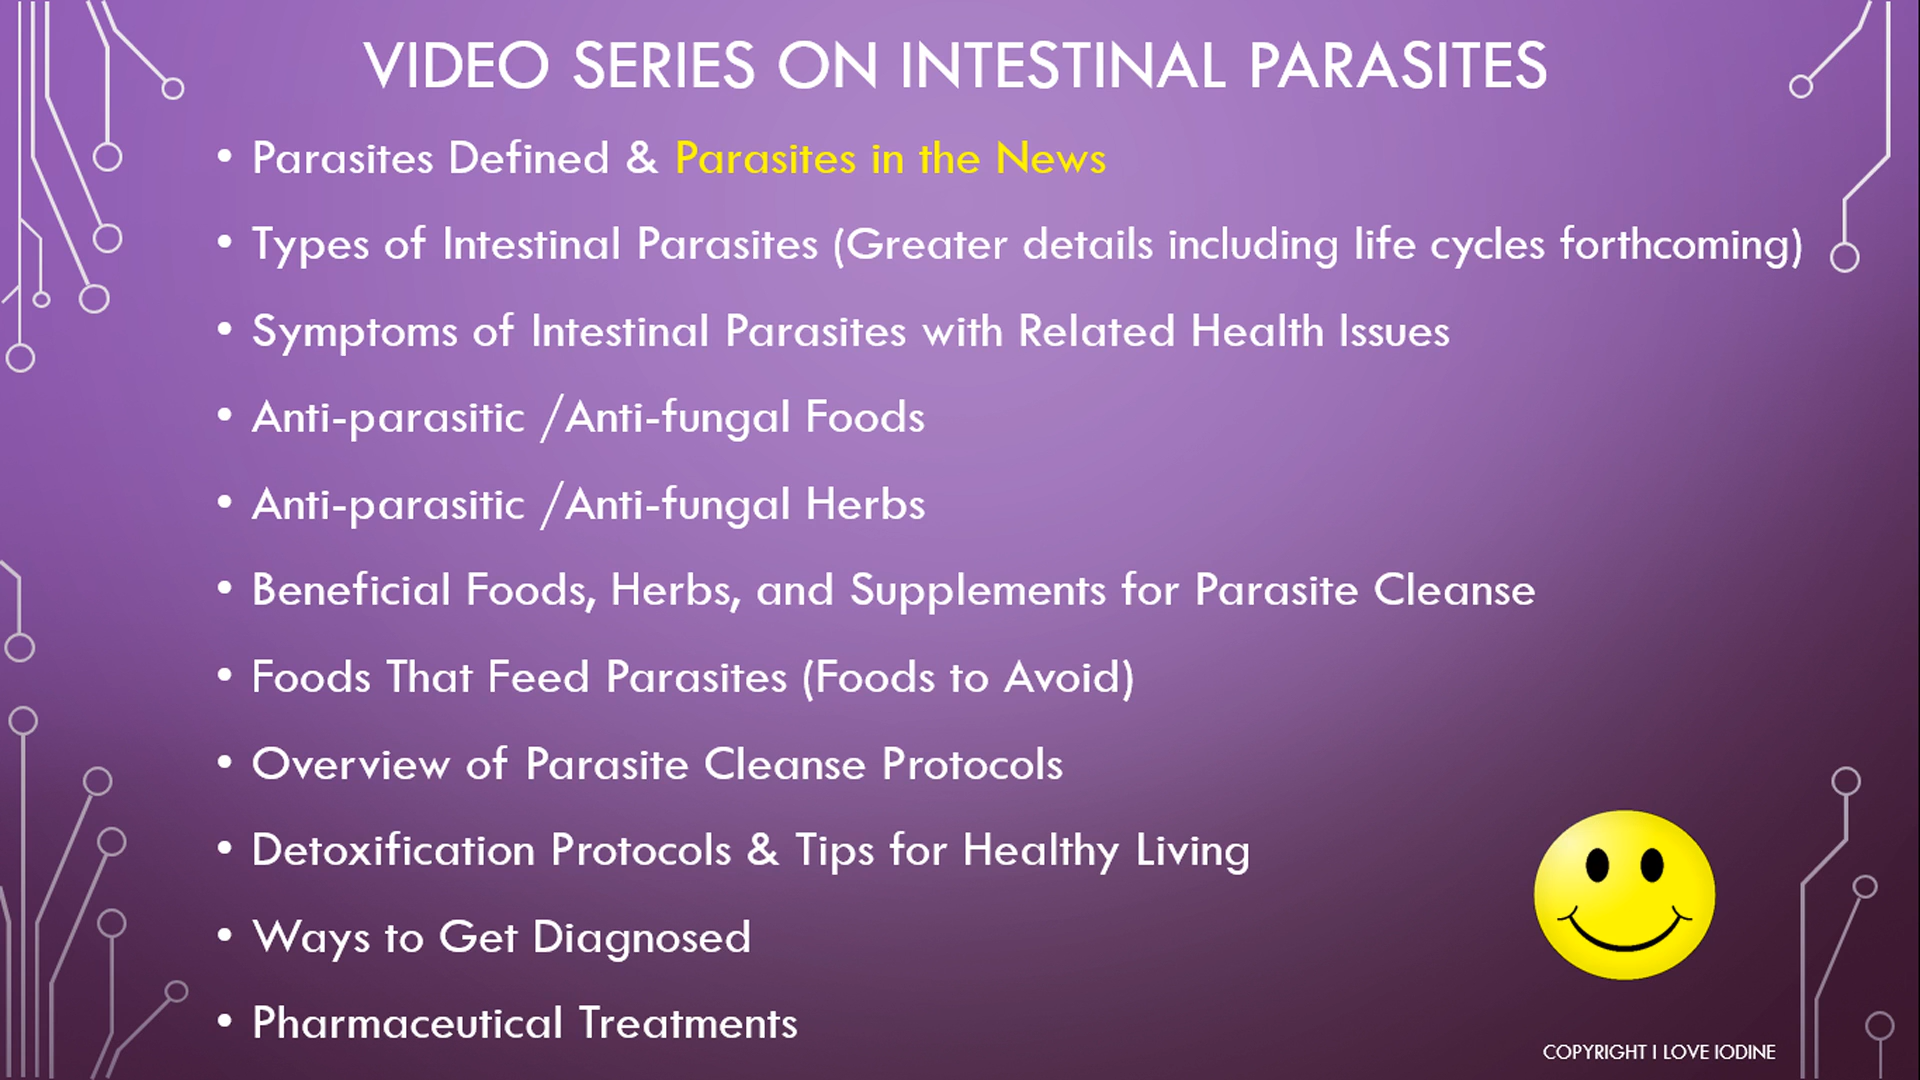 VIDEO SERIES ON INTESTINAL PARASITES
• Parasites Defined & Parasites in the News
• Types of Intestinal Parasites (Greater details including life cycles forthcoming)
• Symptoms of Intestinal Parasites with Related Health Issues
• Anti-parasitic /Anti-fungal Foods
• Anti-parasitic /Anti-fungal Herbs
• Beneficial Foods, Herbs, and Supplements for Parasite Cleanse
• Foods That Feed Parasites (Foods to Avoid)
• Overview of Parasite Cleanse Protocols
• Detoxification Protocols & Tips for Healthy Living
• Ways to Get Diagnosed
• Pharmaceutical Treatments
COPYRIGHT I LOVE IODINE